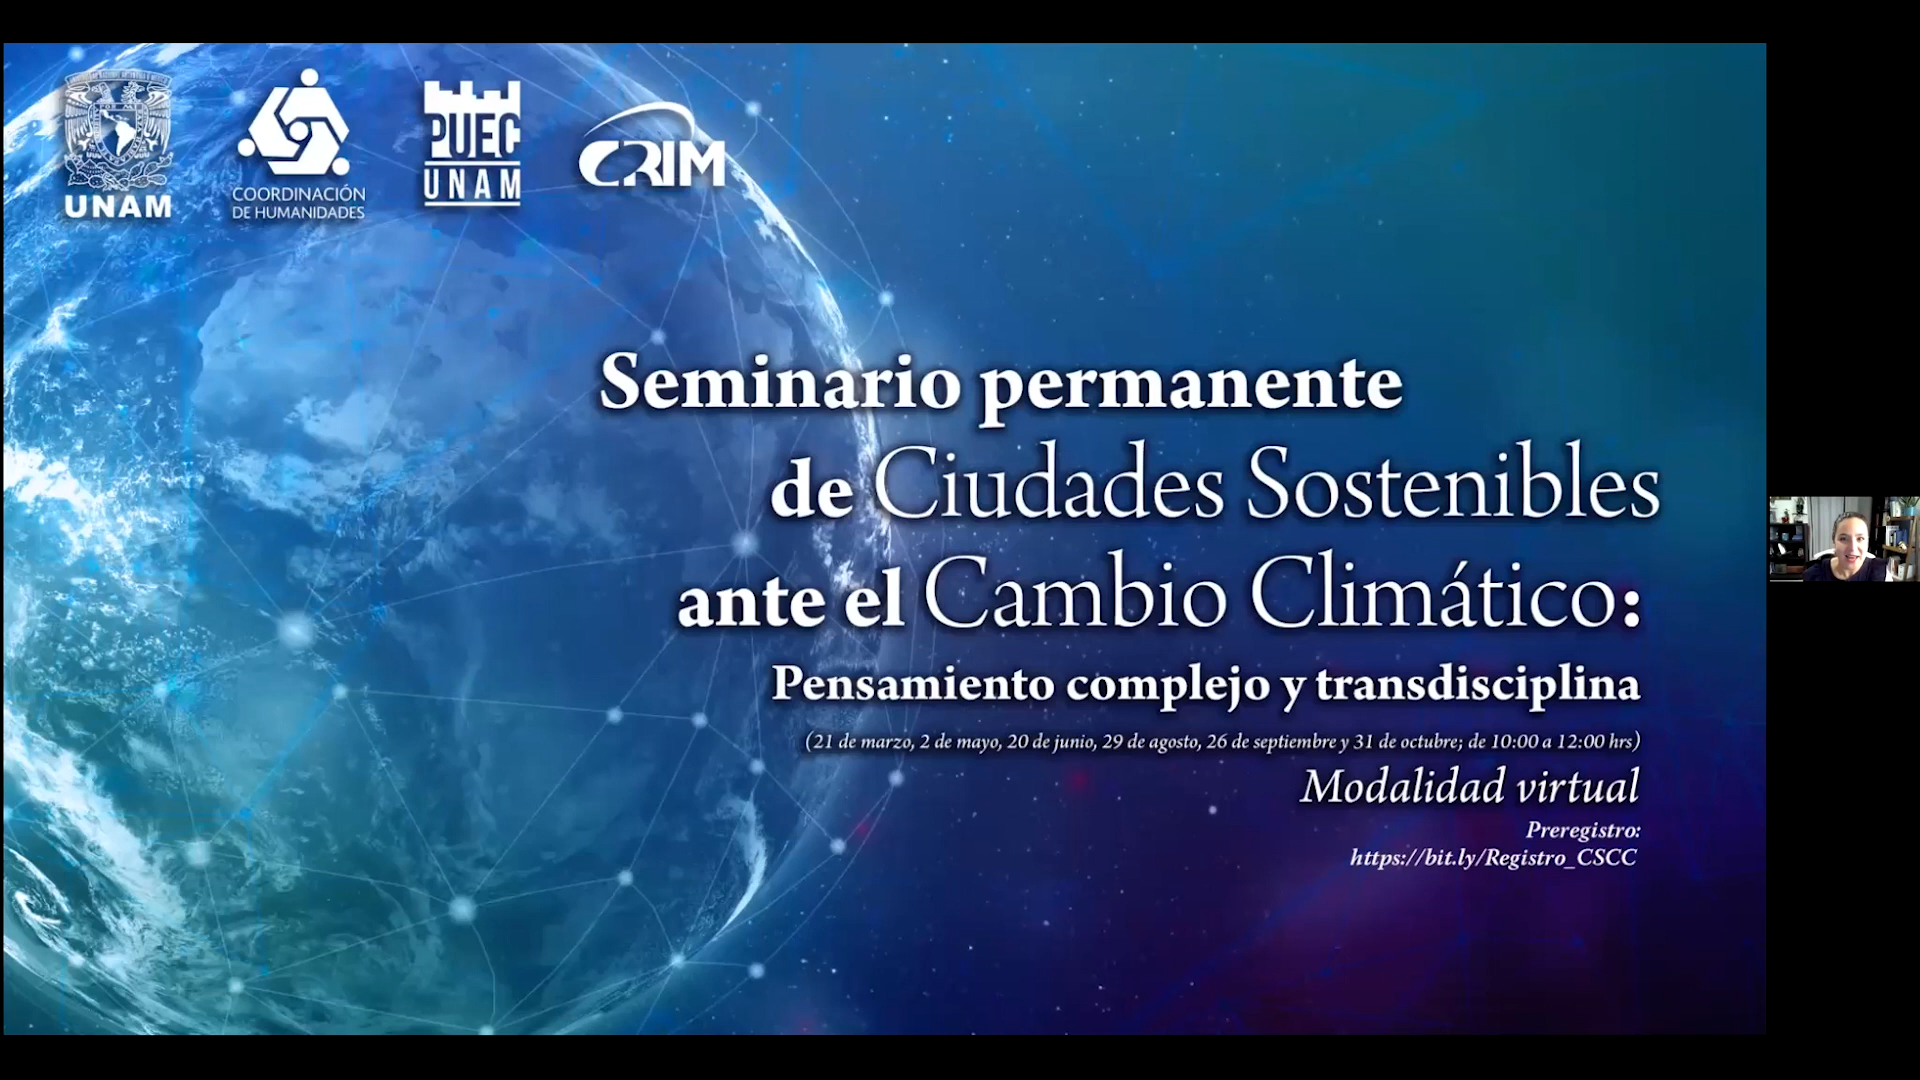 UNAM
COORDINACIÓN
DE HUMANIDADES
PUEC
UNAM
CRIM
Seminario permanente
de Ciudades Sostenibles
ante el Cambio Climático:
Pensamiento complejo y transdisciplina
(21 de marzo, 2 de mayo, 20 de junio, 29 de agosto, 26 de septiembre y 31 de octubre; de 10:00 a 12:00 hrs)
Modalidad virtual
Preregistro:
https://bit.ly/Registro_CSCC